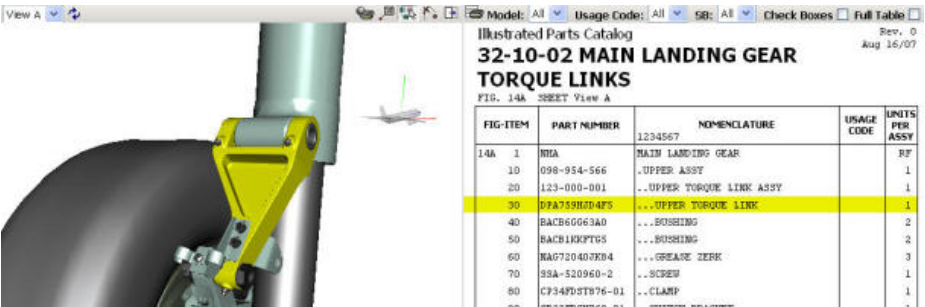 View A Model: All Usage Code: All SB: All Check Boxes Full Table
Illustrated Parts Catalog Rev. 0
Aug 16/07
32-10-02 MAIN LANDING GEAR
TORQUE LINKS
FIG. 14A SHEET View A
FIG-ITEM PART NUMBER NOMENCLATURE USAGE CODE UNITS PER ASSY
1234567
14A 1 NHA MAIN LANDING GEAR RF
10 098-954-566 .UPPER ASSY 1
20 123-000-001 ..UPPER TORQUE LINK ASSY 1
30 ...UPPER TORQUE LINK 1
40 ...BUSHING 2
50 ...BUSHING 2
60 ...GREASE ZERK 3
70 SSA-520960-2 ..SCREW 1
80 CP34FDST876-01 ..CLAMP 1